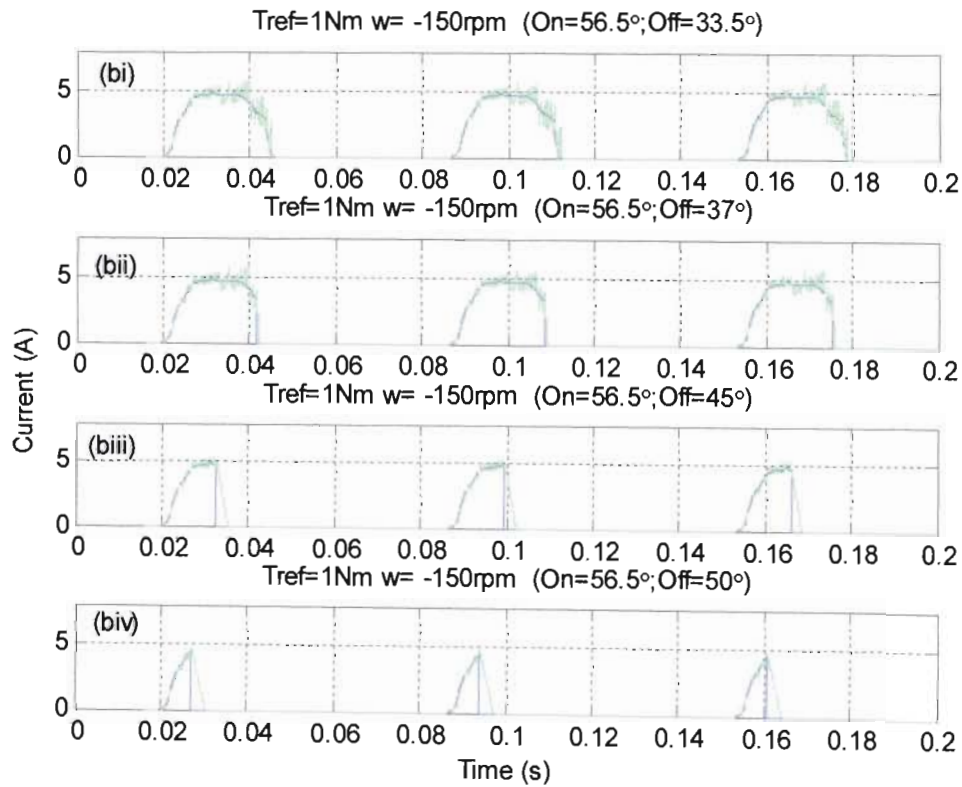 Tref=1Nm w= -150rpm (On=56.5°;Off=33.5°)
(bi)
5
0
0 0.02 0.04 0.06 0.08 0.1 0.12 0.14 0.16 0.18 0.2
Tref=1Nm w= -150rpm (On=56.5°;Off=37°)
(bii)
5
0
0 0.02 0.04 0.06 0.08 0.1 0.12 0.14 0.16 0.18 0.2
Tref=1Nm w= -150rpm (On=56.5°;Off=45°)
(biii)
5
0
0 0.02 0.04 0.06 0.08 0.1 0.12 0.14 0.16 0.18 0.2
Tref=1Nm w= -150rpm (On=56.5°;Off=50°)
(biv)
5
0
0 0.02 0.04 0.06 0.08 0.1 0.12 0.14 0.16 0.18 0.2
Current (A)
Time (s)